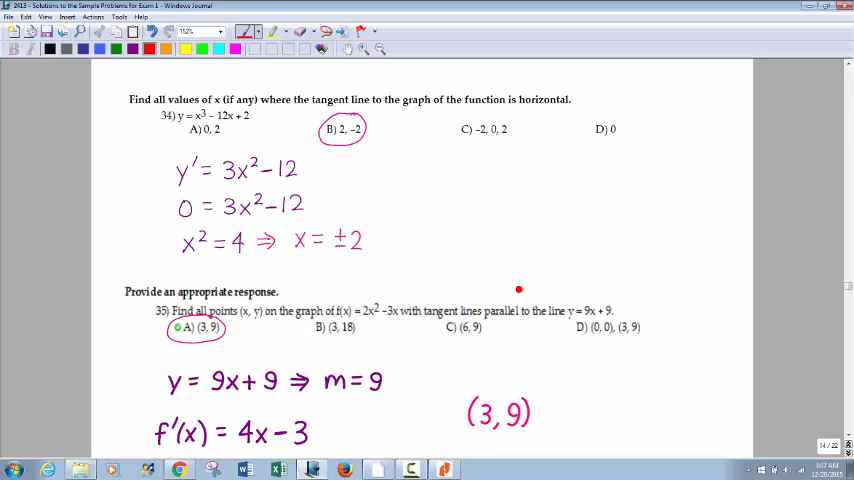 2413 - Solutions to the Sample Problems for Exam 1 - Windows Journal
File Edit View Insert Actions Tools Help
152%
Find all values of x (if any) where the tangent line to the graph of the function is horizontal.
34) y = x³ − 12x + 2
A) 0, 2 B) 2, −2 C) −2, 0, 2 D) 0
y′ = 3x² − 12
0 = 3x² − 12
x² = 4 ⇒ x = ±2
Provide an appropriate response.
35) Find all points (x, y) on the graph of f(x) = 2x² −3x with tangent lines parallel to the line y = 9x + 9.
A) (3, 9) B) (3, 18) C) (6, 9) D) (0, 0), (3, 9)
y = 9x + 9 ⇒ m = 9
(3, 9)
f′(x) = 4x − 3
14 / 22
3:07 AM
12/20/2015